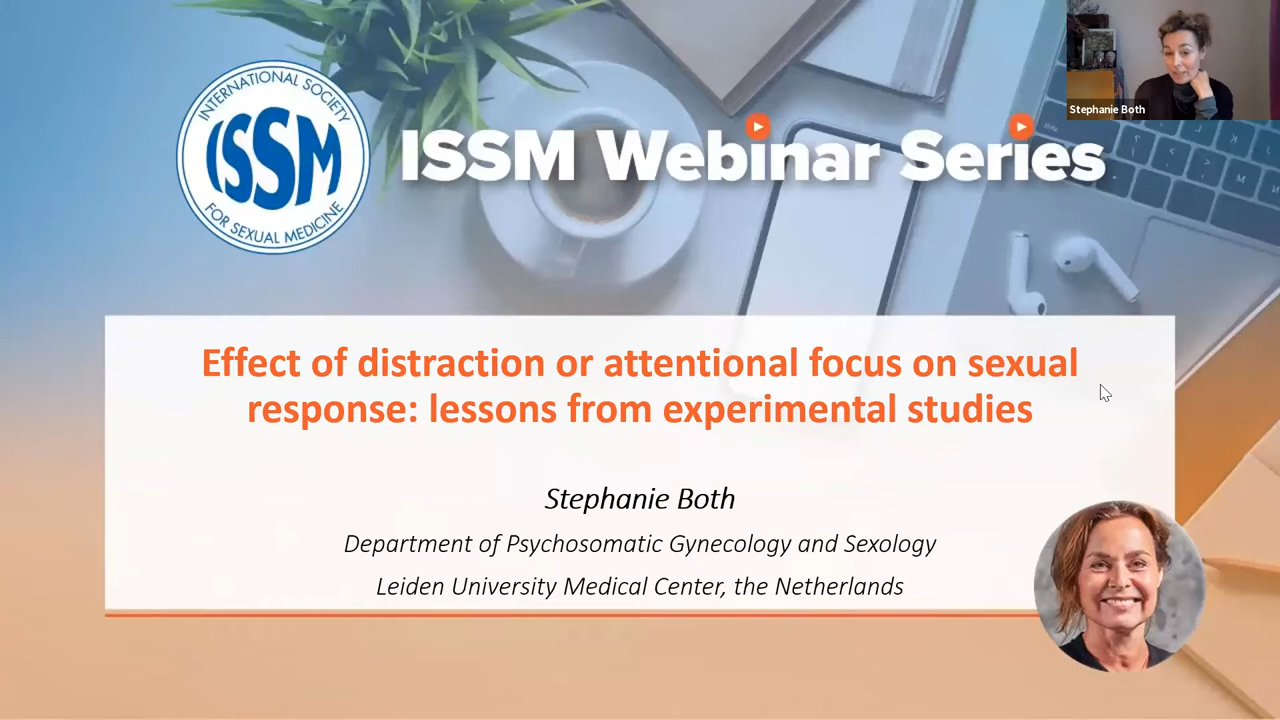 Stephanie Both
INTERNATIONAL SOCIETY
ISSM
FOR SEXUAL MEDICINE
ISSM Webinar Series
Effect of distraction or attentional focus on sexual
response: lessons from experimental studies
Stephanie Both
Department of Psychosomatic Gynecology and Sexology
Leiden University Medical Center, the Netherlands